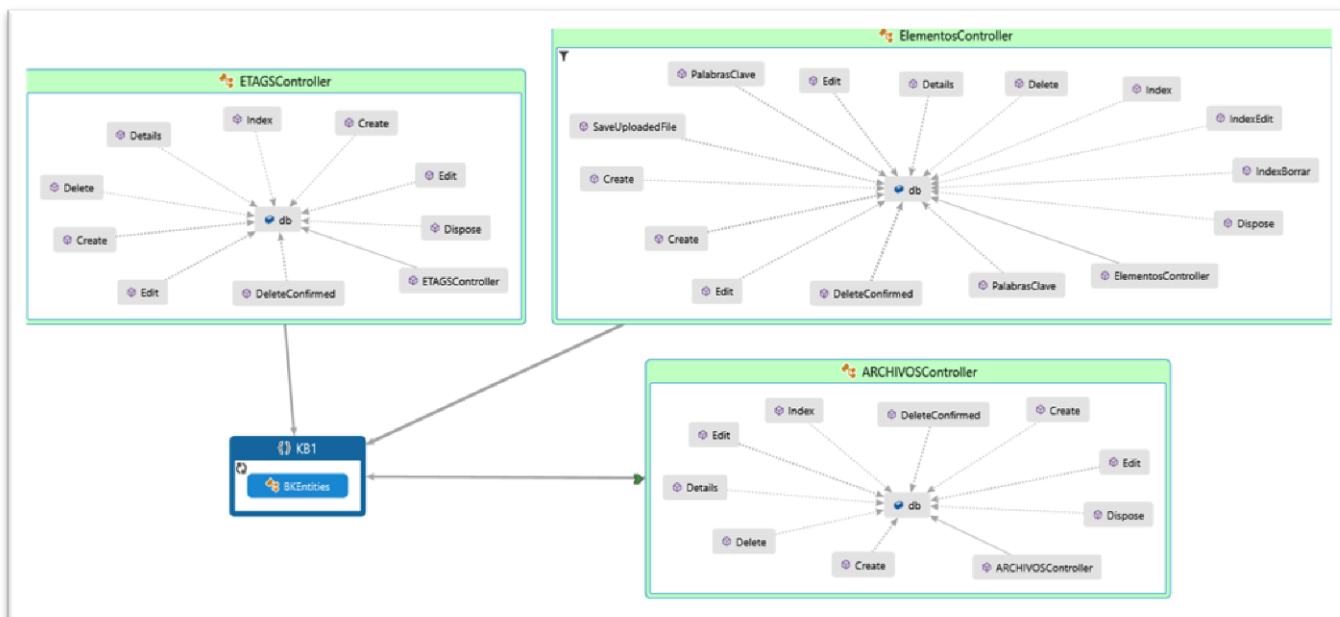 ElementosController
PalabrasClave
Edit
Details
Delete
Index
IndexEdit
SaveUploadedFile
IndexBorrar
Create
db
Dispose
Create
ElementosController
Edit
DeleteConfirmed
PalabrasClave
ETAGSController
Index
Create
Details
Edit
Delete
db
Dispose
Create
ETAGSController
Edit
DeleteConfirmed
ARCHIVOSController
Index
DeleteConfirmed
Create
Edit
Edit
Details
db
Dispose
Delete
Create
ARCHIVOSController
KB1
BKEntities